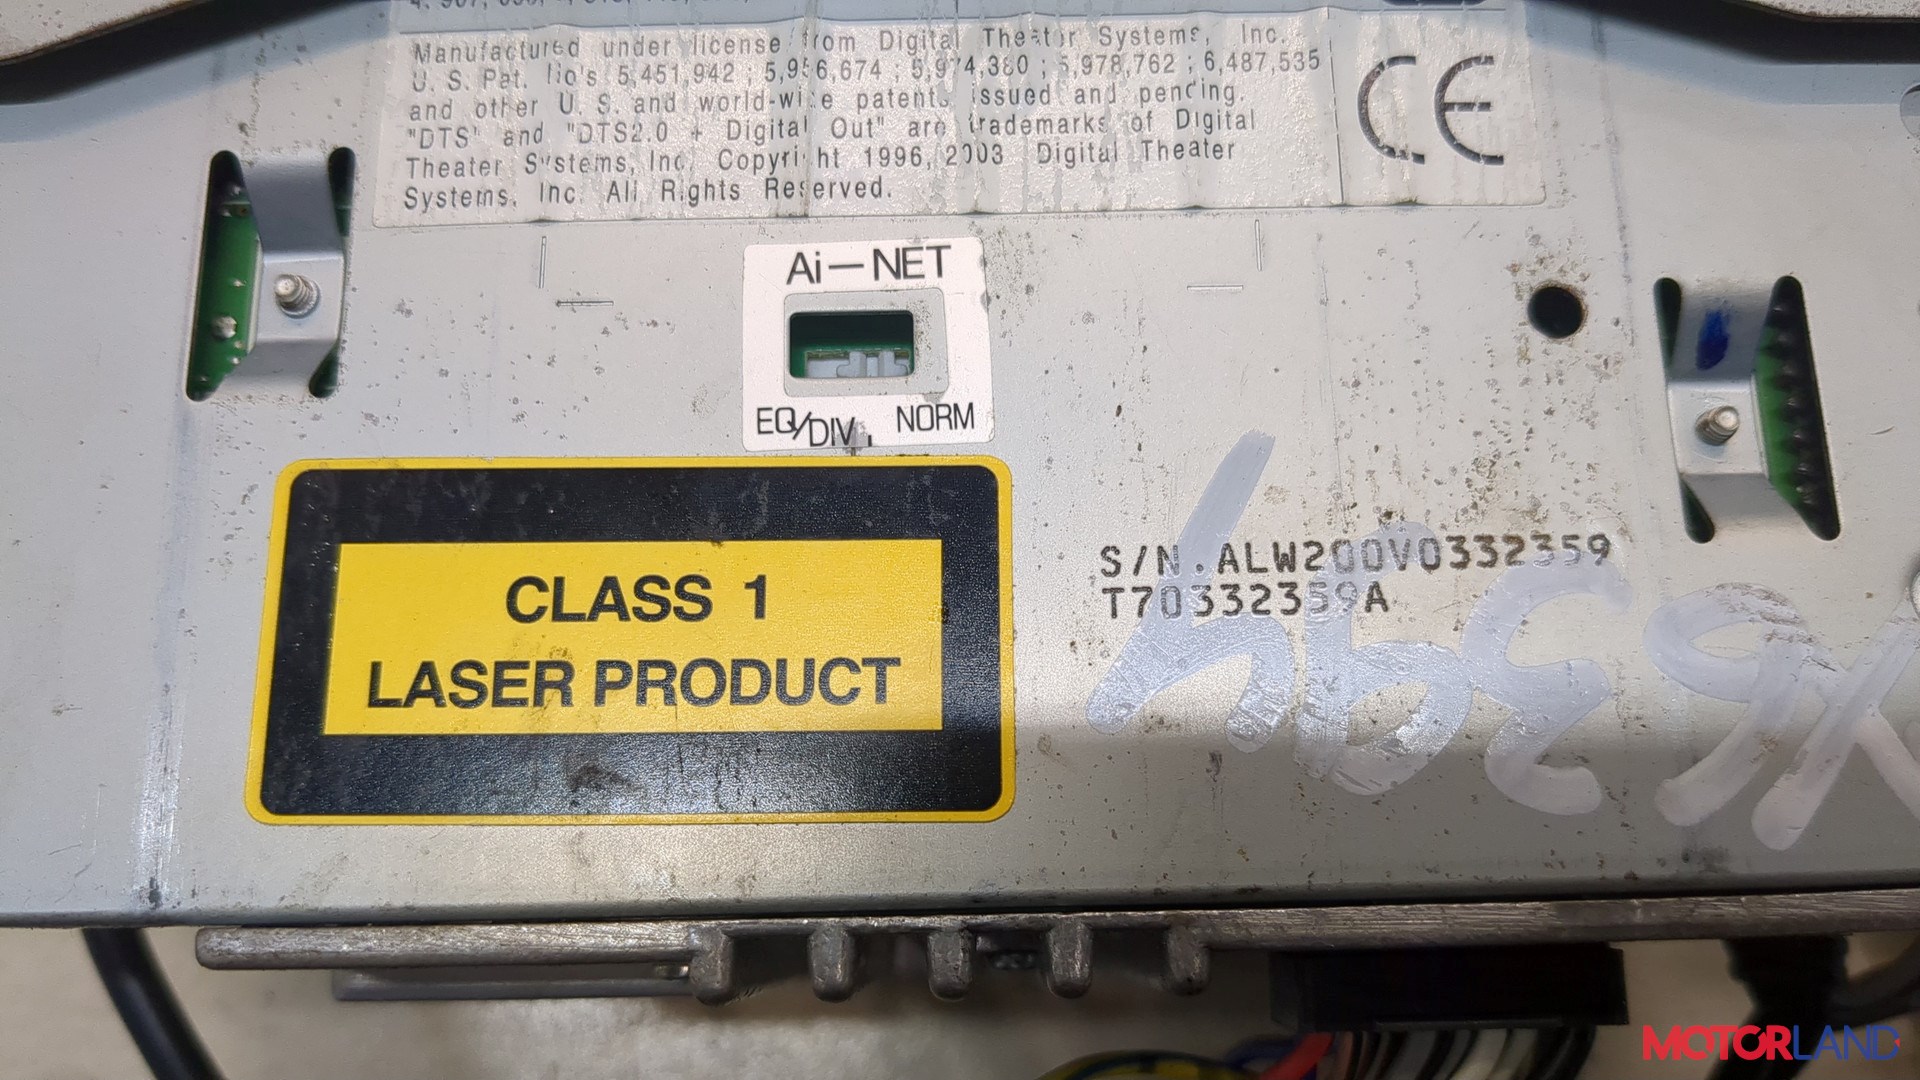 Manufactured under license from Digital Theater Systems, Inc.
U. S. Pat. No's 5,451,942 ; 5,956,674 ; 5,974,380 ; 5,978,762 ; 6,487,535
and other U. S. and world-wide patents issued and pending.
"DTS" and "DTS2.0 + Digital Out" are trademarks of Digital
Theater Systems, Inc. Copyright 1996, 2003 Digital Theater
Systems, Inc. All Rights Reserved.
CE
Ai-NET
EQ/DIV. NORM
CLASS 1
LASER PRODUCT
S/N.ALW200V0332359
T70332359A
MOTORLAND